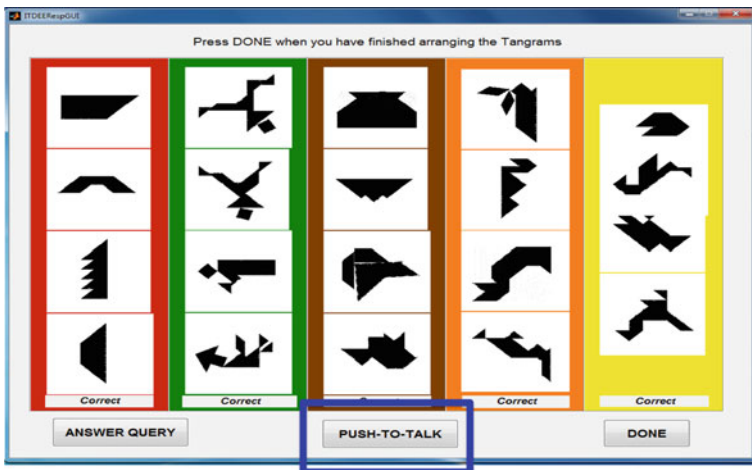 ITDEERespGUI
Press DONE when you have finished arranging the Tangrams
Correct
Correct
Correct
Correct
ANSWER QUERY
PUSH-TO-TALK
DONE